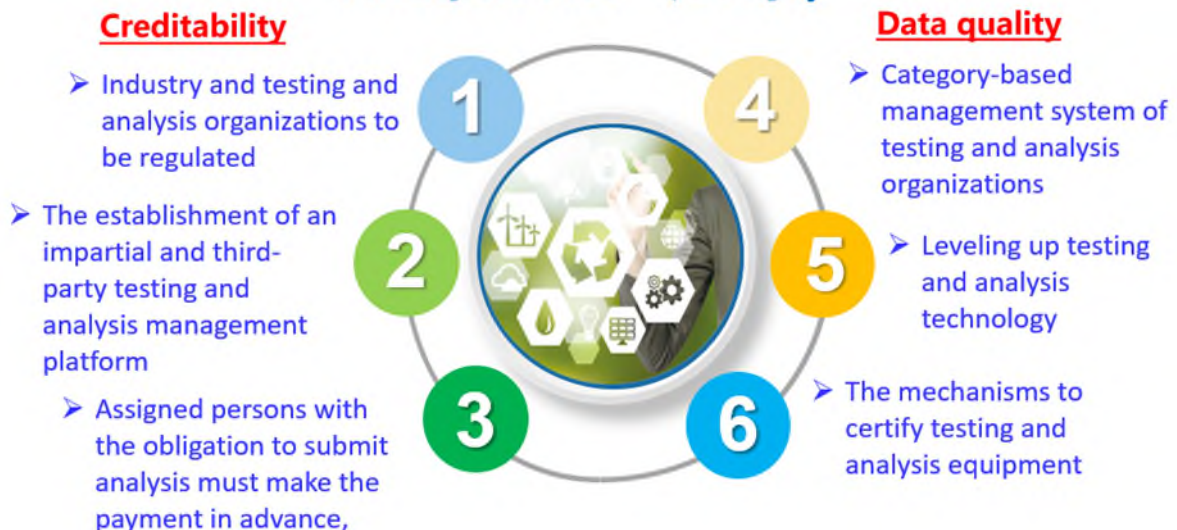 Creditability
1
➢ Industry and testing and
analysis organizations to
be regulated
2
➢ The establishment of an
impartial and third-
party testing and
analysis management
platform
3
➢ Assigned persons with
the obligation to submit
analysis must make the
payment in advance,
Data quality
4
➢ Category-based
management system of
testing and analysis
organizations
5
➢ Leveling up testing
and analysis
technology
6
➢ The mechanisms to
certify testing and
analysis equipment